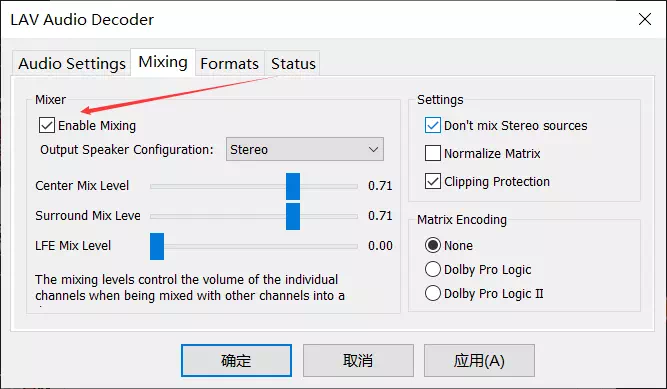 LAV Audio Decoder
Audio Settings Mixing Formats Status
Mixer
Enable Mixing
Output Speaker Configuration: Stereo
Center Mix Level 0.71
Surround Mix Leve 0.71
LFE Mix Level 0.00
The mixing levels control the volume of the individual
channels when being mixed with other channels into a
Settings
Don't mix Stereo sources
Normalize Matrix
Clipping Protection
Matrix Encoding
None
Dolby Pro Logic
Dolby Pro Logic II
确定 取消 应用(A)